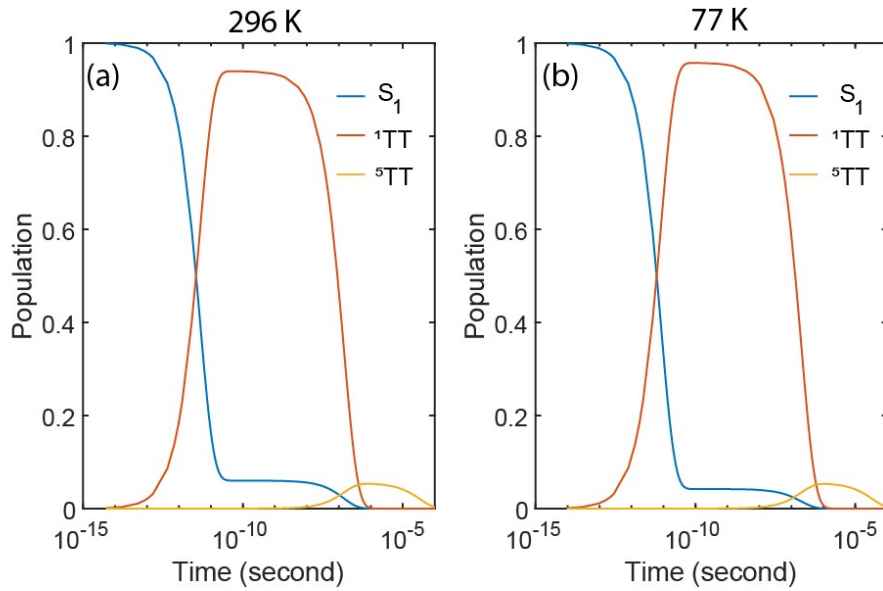 296 K
(a)
S₁
¹TT
⁵TT
Population
1
0.8
0.6
0.4
0.2
0
10⁻¹⁵
10⁻¹⁰
10⁻⁵
Time (second)
77 K
(b)
S₁
¹TT
⁵TT
Population
1
0.8
0.6
0.4
0.2
0
10⁻¹⁵
10⁻¹⁰
10⁻⁵
Time (second)